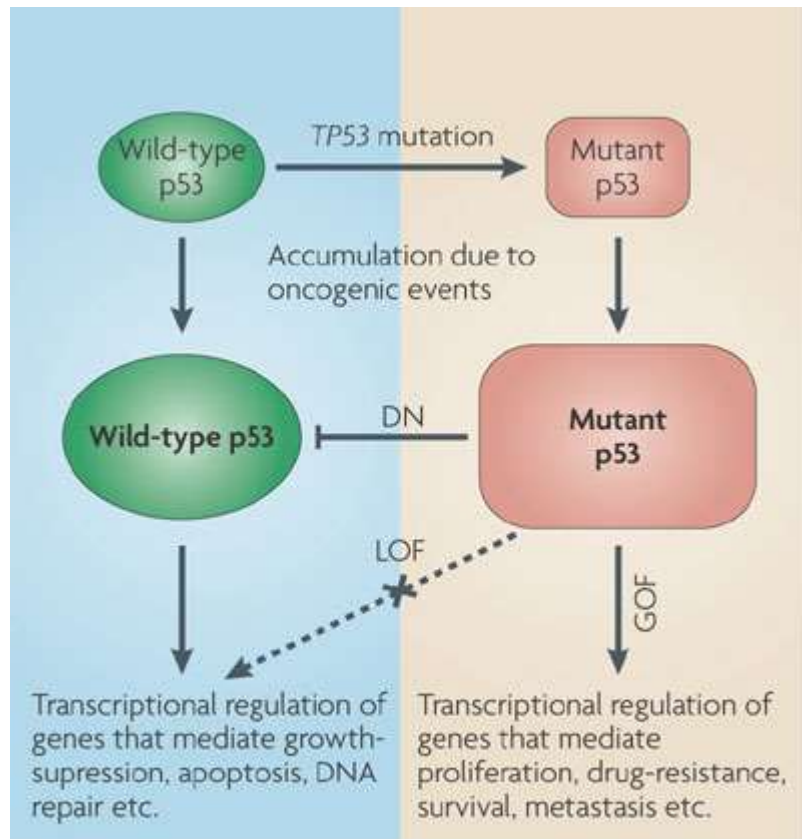 Wild-type
p53
TP53 mutation
Mutant
p53
Accumulation due to
oncogenic events
Wild-type p53
DN
Mutant
p53
LOF
GOF
Transcriptional regulation of
genes that mediate growth-
supression, apoptosis, DNA
repair etc.
Transcriptional regulation of
genes that mediate
proliferation, drug-resistance,
survival, metastasis etc.